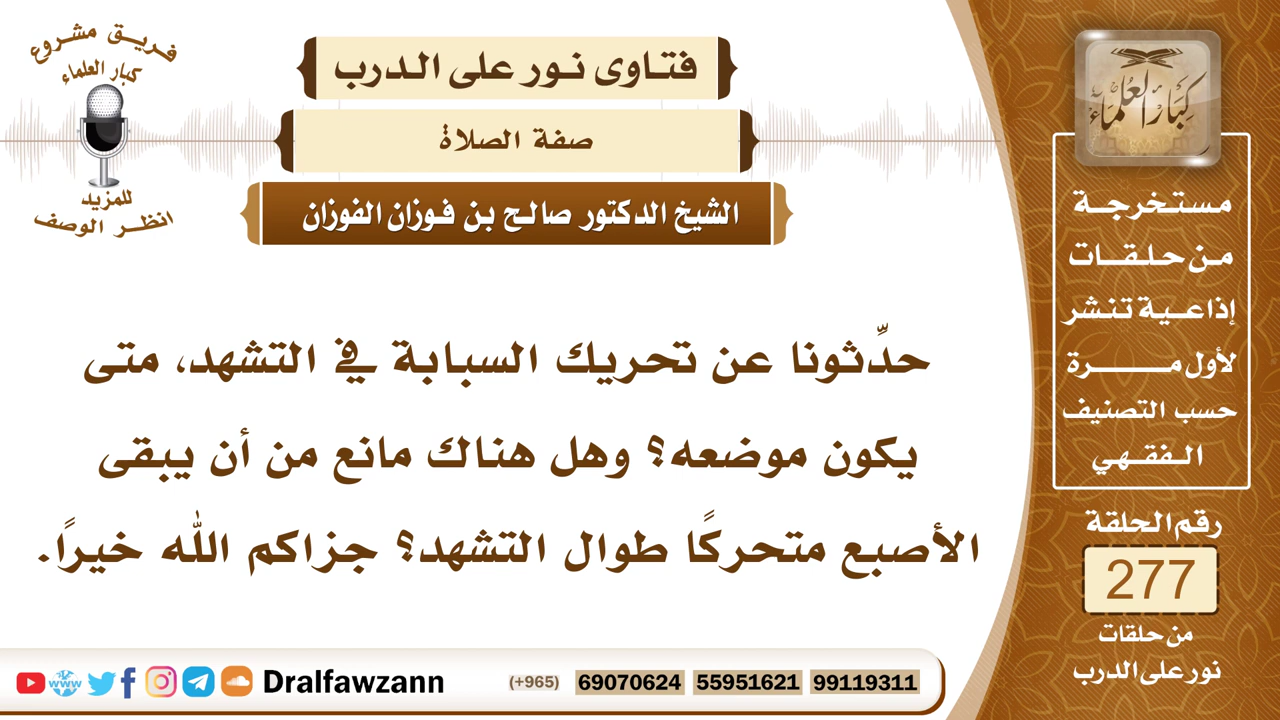 فريق مشروع
كبار العلماء
للمزيد
انظر الوصف
فتاوى نور على الدرب
صفة الصلاة
الشيخ الدكتور صالح بن فوزان الفوزان
كبار العلماء
مستخرجة
من حلقات
إذاعية تنشر
لأول مرة
حسب التصنيف
الفقهي
رقم الحلقة
277
من حلقات
نور على الدرب
حدِّثونا عن تحريك السبابة في التشهد، متى
يكون موضعه؟ وهل هناك مانع من أن يبقى
الأصبع متحركًا طوال التشهد؟ جزاكم الله خيرًا.
www Dralfawzann (+965) 69070624 55951621 99119311